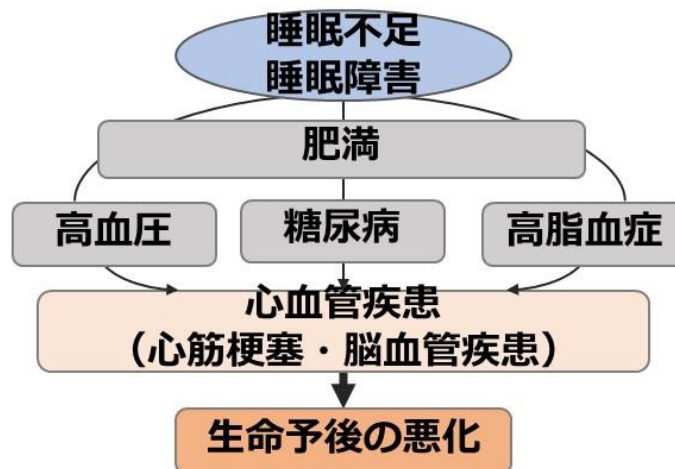 睡眠不足
睡眠障害
肥満
高血圧
糖尿病
高脂血症
心血管疾患
（心筋梗塞・脳血管疾患）
生命予後の悪化